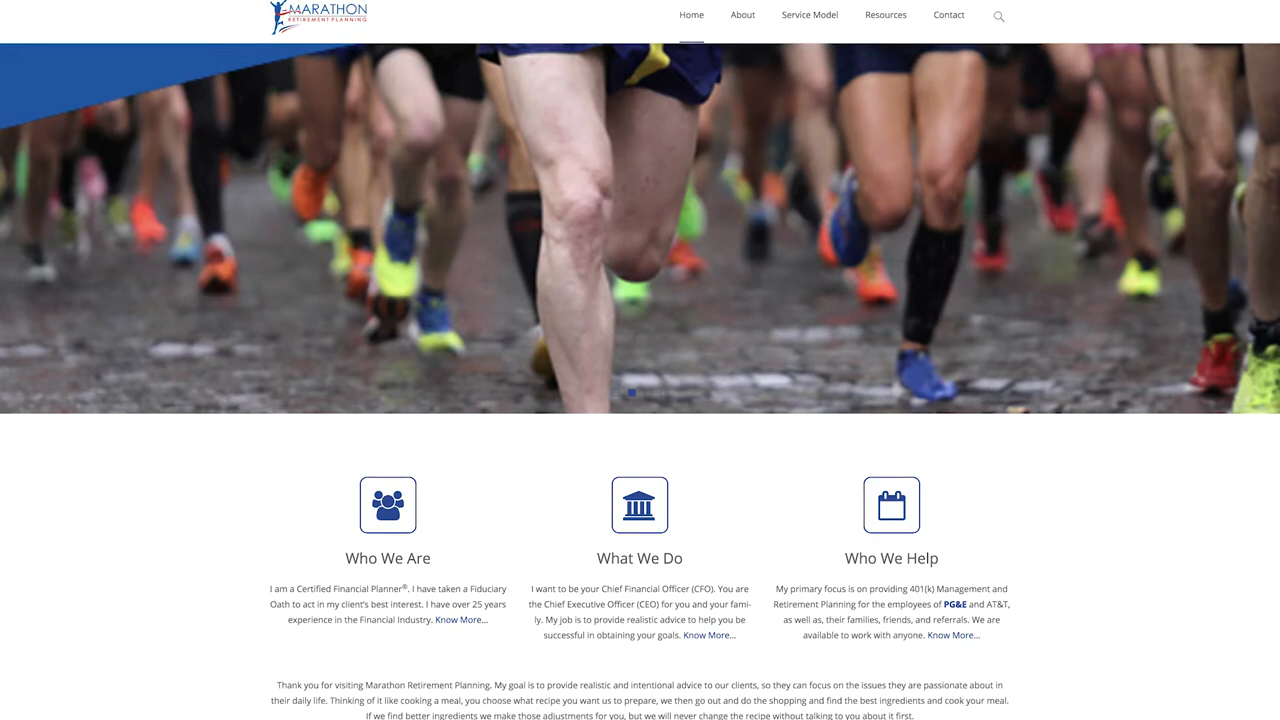 MARATHON
RETIREMENT PLANNING
Home About Service Model Resources Contact
Who We Are
I am a Certified Financial Planner®. I have taken a Fiduciary
Oath to act in my client's best interest. I have over 25 years
experience in the Financial Industry. Know More...
What We Do
I want to be your Chief Financial Officer (CFO). You are
the Chief Executive Officer (CEO) for you and your fami-
ly. My job is to provide realistic advice to help you be
successful in obtaining your goals. Know More...
Who We Help
My primary focus is on providing 401(k) Management and
Retirement Planning for the employees of PG&E and AT&T,
as well as, their families, friends, and referrals. We are
available to work with anyone. Know More...
Thank you for visiting Marathon Retirement Planning. My goal is to provide realistic and intentional advice to our clients, so they can focus on the issues they are passionate about in
their daily life. Thinking of it like cooking a meal, you choose what recipe you want us to prepare, we then go out and do the shopping and find the best ingredients and cook your meal.
If we find better ingredients we make those adjustments for you, but we will never change the recipe without talking to you about it first.